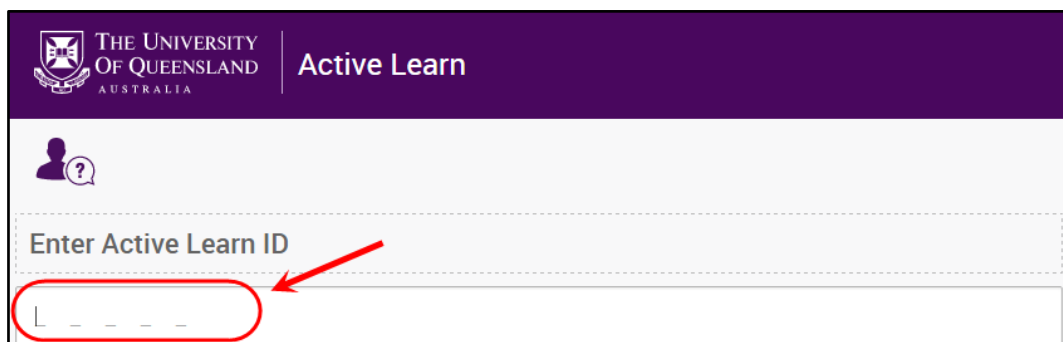 THE UNIVERSITY
OF QUEENSLAND
AUSTRALIA
Active Learn
?
Enter Active Learn ID
_ _ _ _ _